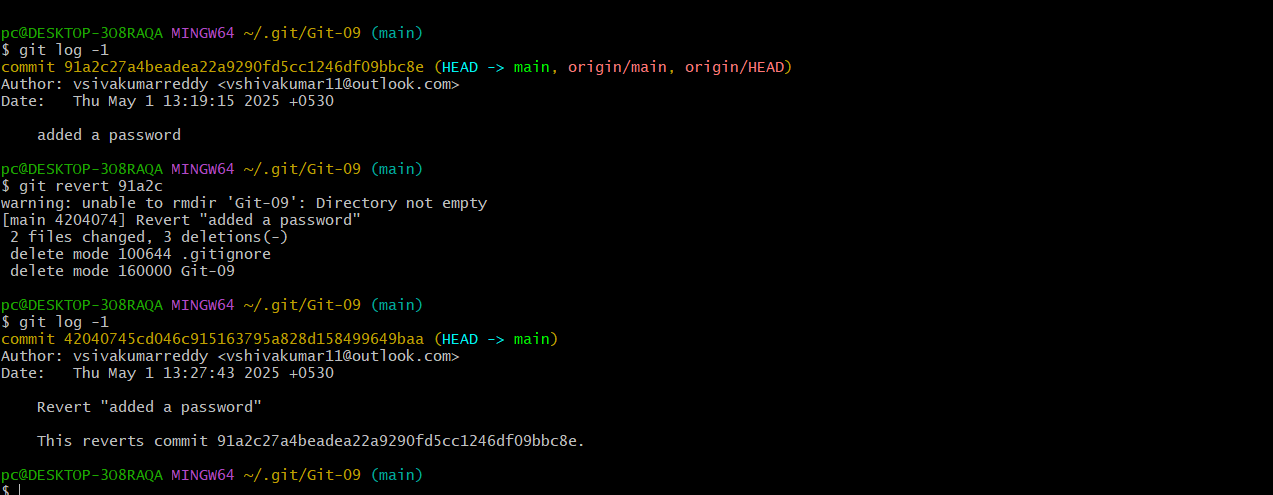 pc@DESKTOP-3O8RAQA MINGW64 ~/.git/Git-09 (main)
$ git log -1
commit 91a2c27a4beadea22a9290fd5cc1246df09bbc8e (HEAD -> main, origin/main, origin/HEAD)
Author: vsivakumarreddy <vshivakumar11@outlook.com>
Date:   Thu May 1 13:19:15 2025 +0530

    added a password

pc@DESKTOP-3O8RAQA MINGW64 ~/.git/Git-09 (main)
$ git revert 91a2c
warning: unable to rmdir 'Git-09': Directory not empty
[main 4204074] Revert "added a password"
 2 files changed, 3 deletions(-)
 delete mode 100644 .gitignore
 delete mode 160000 Git-09

pc@DESKTOP-3O8RAQA MINGW64 ~/.git/Git-09 (main)
$ git log -1
commit 42040745cd046c915163795a828d158499649baa (HEAD -> main)
Author: vsivakumarreddy <vshivakumar11@outlook.com>
Date:   Thu May 1 13:27:43 2025 +0530

    Revert "added a password"

    This reverts commit 91a2c27a4beadea22a9290fd5cc1246df09bbc8e.

pc@DESKTOP-3O8RAQA MINGW64 ~/.git/Git-09 (main)
$